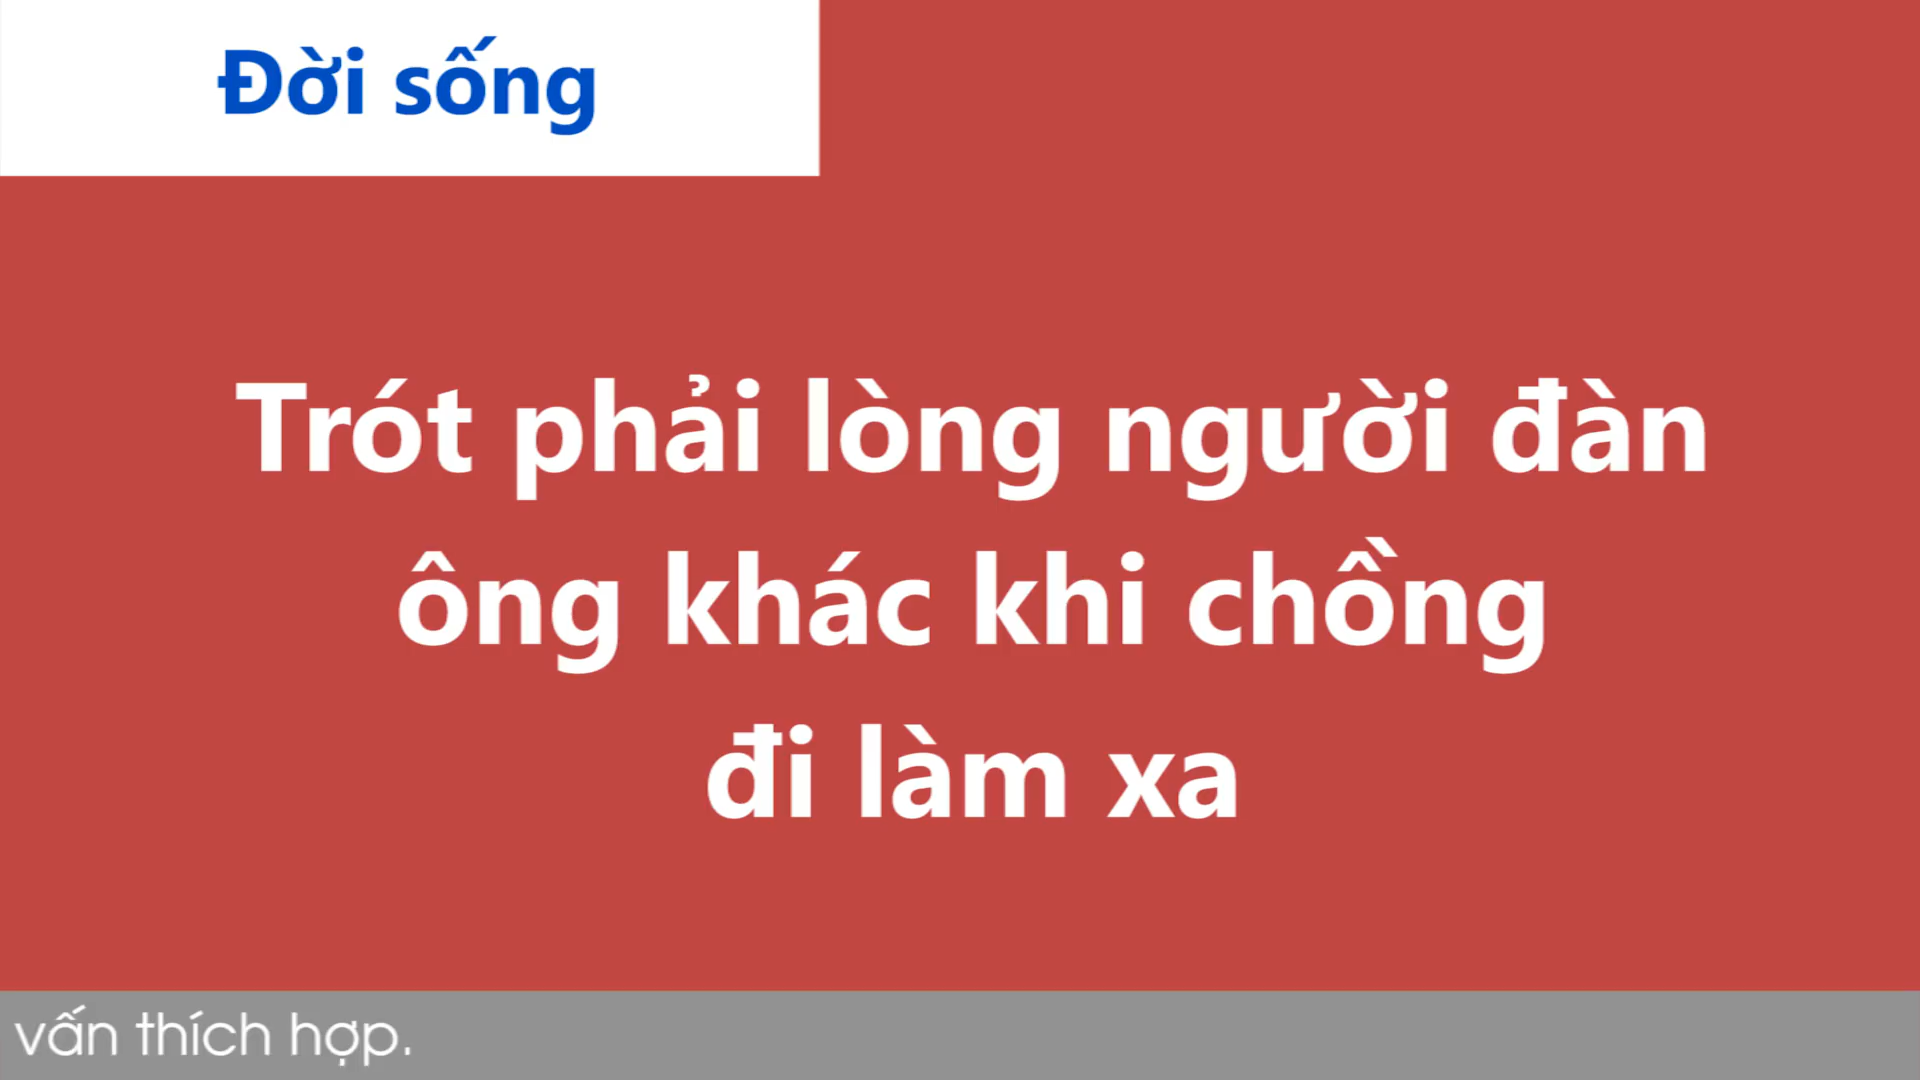 Đời sống
Trót phải lòng người đàn
ông khác khi chồng
đi làm xa
vấn thích hợp.